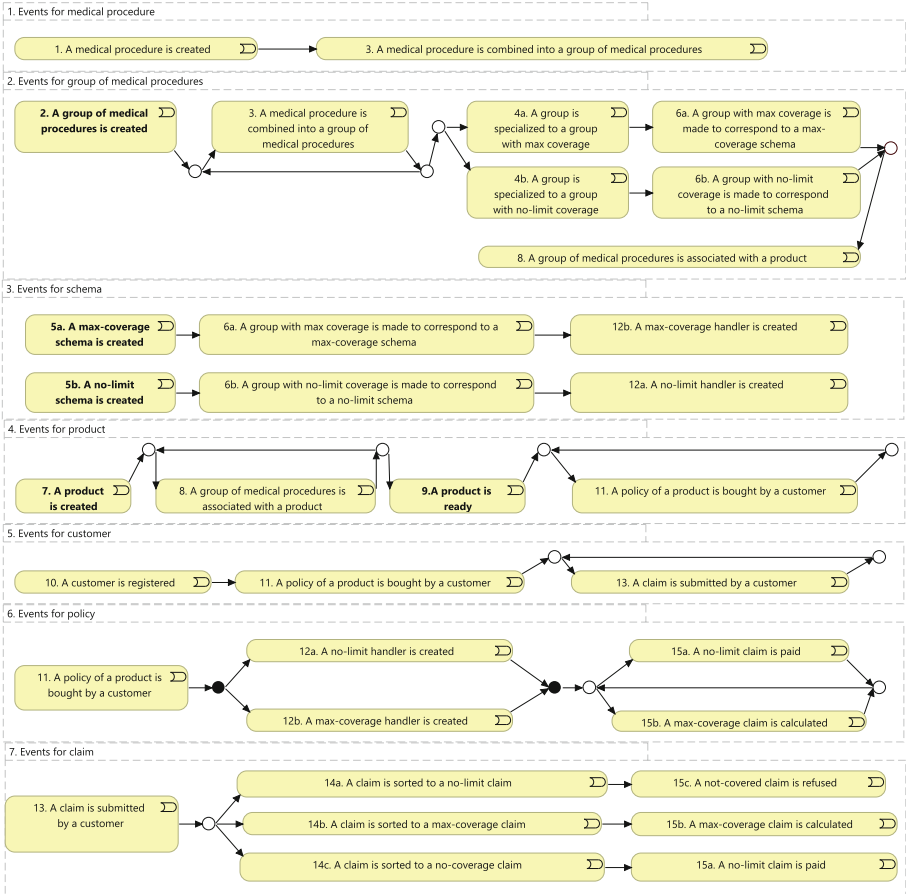 1. Events for medical procedure
1. A medical procedure is created
3. A medical procedure is combined into a group of medical procedures
2. Events for group of medical procedures
2. A group of medical
procedures is created
3. A medical procedure is
combined into a group of
medical procedures
4a. A group is
specialized to a group
with max coverage
6a. A group with max coverage is
made to correspond to a max-
coverage schema
4b. A group is
specialized to a group
with no-limit coverage
6b. A group with no-limit
coverage is made to correspond
to a no-limit schema
8. A group of medical procedures is associated with a product
3. Events for schema
5a. A max-coverage
schema is created
6a. A group with max coverage is made to correspond to a
max-coverage schema
12b. A max-coverage handler is created
5b. A no-limit
schema is created
6b. A group with no-limit coverage is made to correspond
to a no-limit schema
12a. A no-limit handler is created
4. Events for product
7. A product
is created
8. A group of medical procedures is
associated with a product
9.A product is
ready
11. A policy of a product is bought by a customer
5. Events for customer
10. A customer is registered
11. A policy of a product is bought by a customer
13. A claim is submitted by a customer
6. Events for policy
11. A policy of a product is
bought by a customer
12a. A no-limit handler is created
12b. A max-coverage handler is created
15a. A no-limit claim is paid
15b. A max-coverage claim is calculated
7. Events for claim
13. A claim is submitted
by a customer
14a. A claim is sorted to a no-limit claim
15c. A not-covered claim is refused
14b. A claim is sorted to a max-coverage claim
15b. A max-coverage claim is calculated
14c. A claim is sorted to a no-coverage claim
15a. A no-limit claim is paid